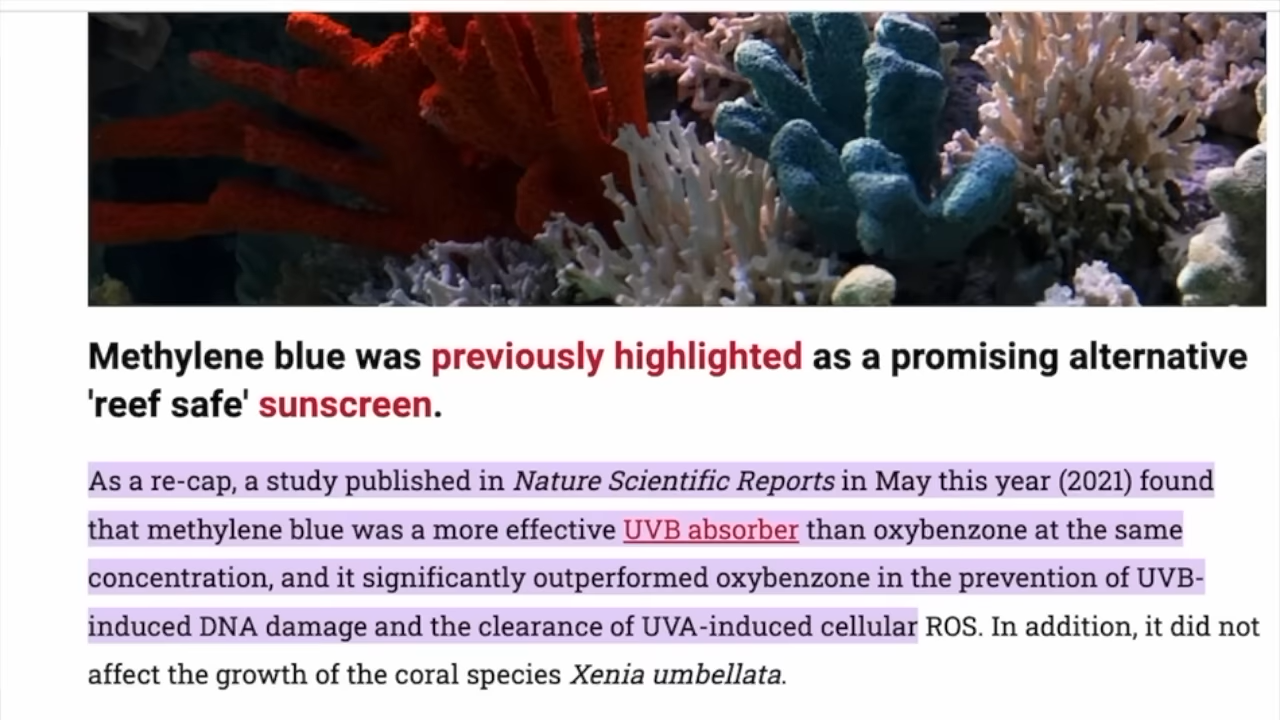 Methylene blue was previously highlighted as a promising alternative
'reef safe' sunscreen.
As a re-cap, a study published in Nature Scientific Reports in May this year (2021) found
that methylene blue was a more effective UVB absorber than oxybenzone at the same
concentration, and it significantly outperformed oxybenzone in the prevention of UVB-
induced DNA damage and the clearance of UVA-induced cellular ROS. In addition, it did not
affect the growth of the coral species Xenia umbellata.